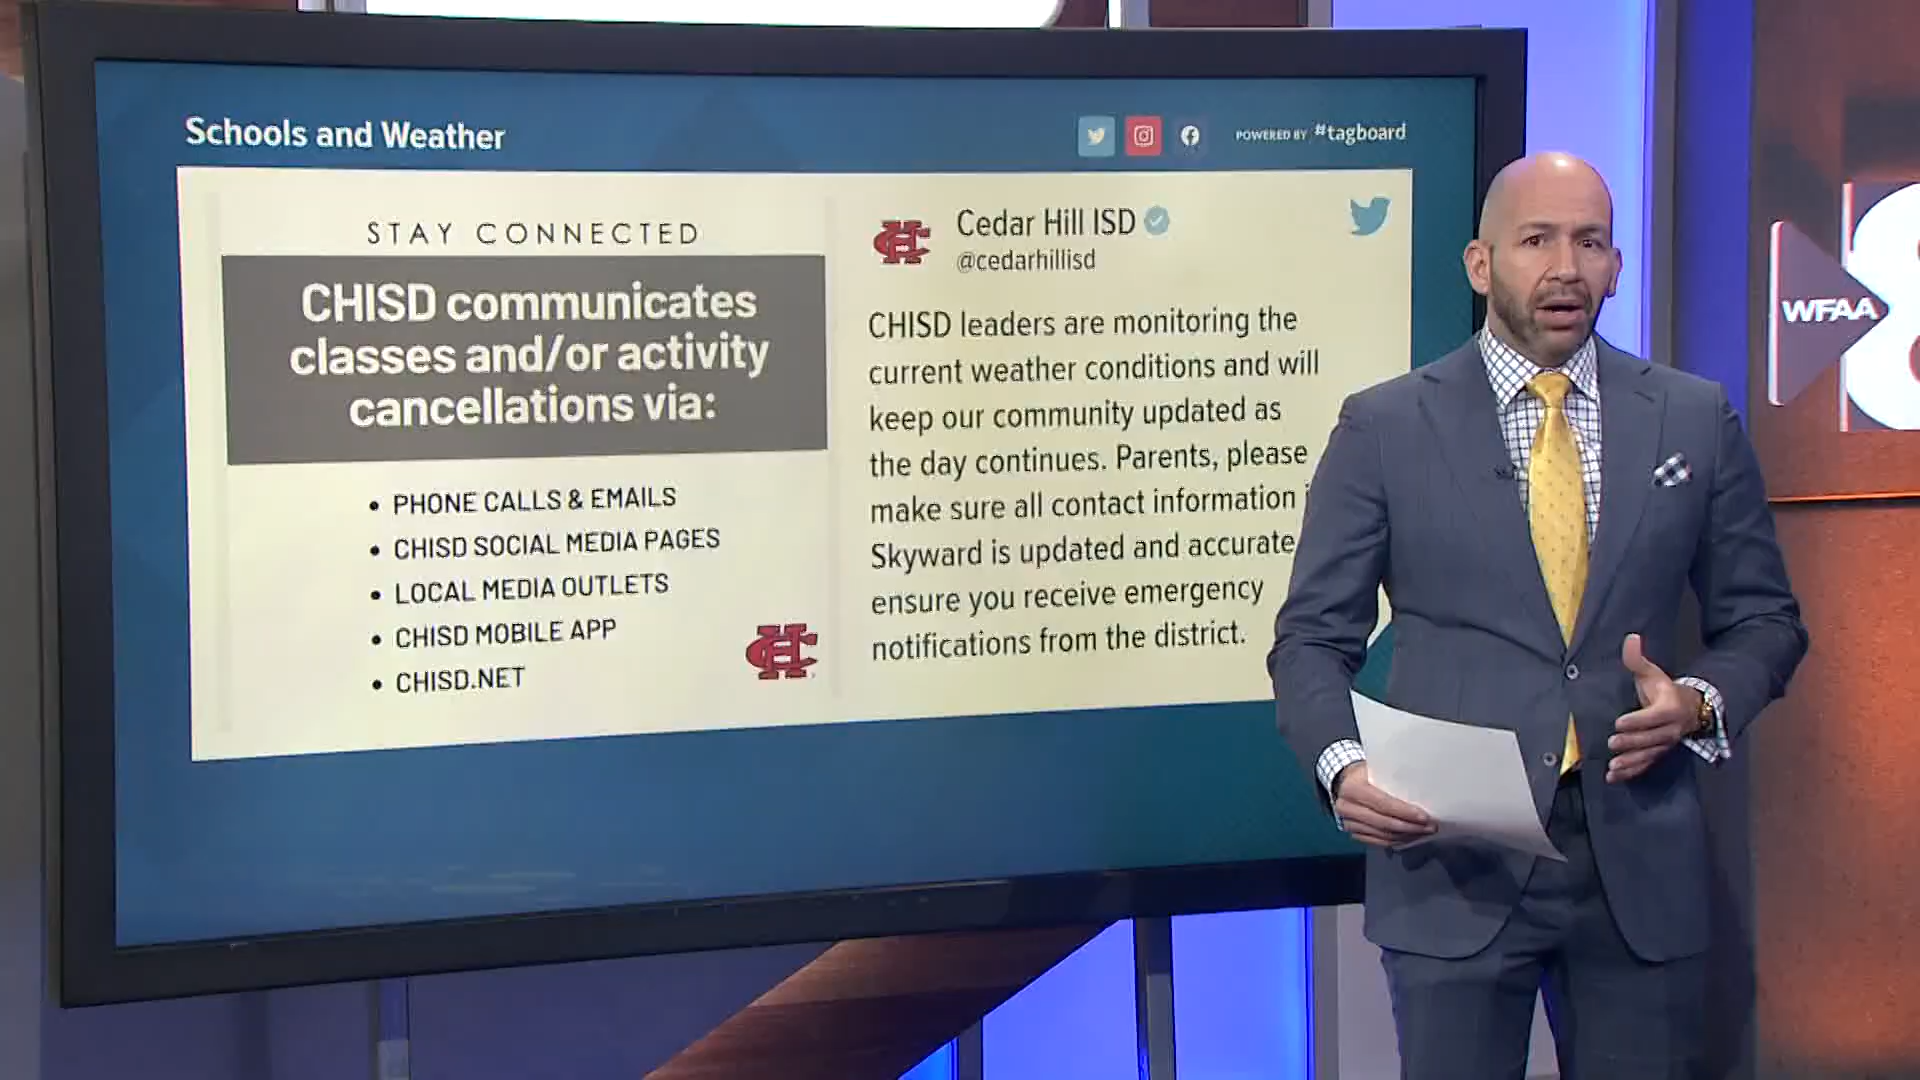 Schools and Weather
POWERED BY #tagboard
STAY CONNECTED
CHISD communicates
classes and/or activity
cancellations via:
• PHONE CALLS & EMAILS
• CHISD SOCIAL MEDIA PAGES
• LOCAL MEDIA OUTLETS
• CHISD MOBILE APP
• CHISD.NET
Cedar Hill ISD
@cedarhillisd
CHISD leaders are monitoring the
current weather conditions and will
keep our community updated as
the day continues. Parents, please
make sure all contact information
Skyward is updated and accurate
ensure you receive emergency
notifications from the district.
WFAA
8